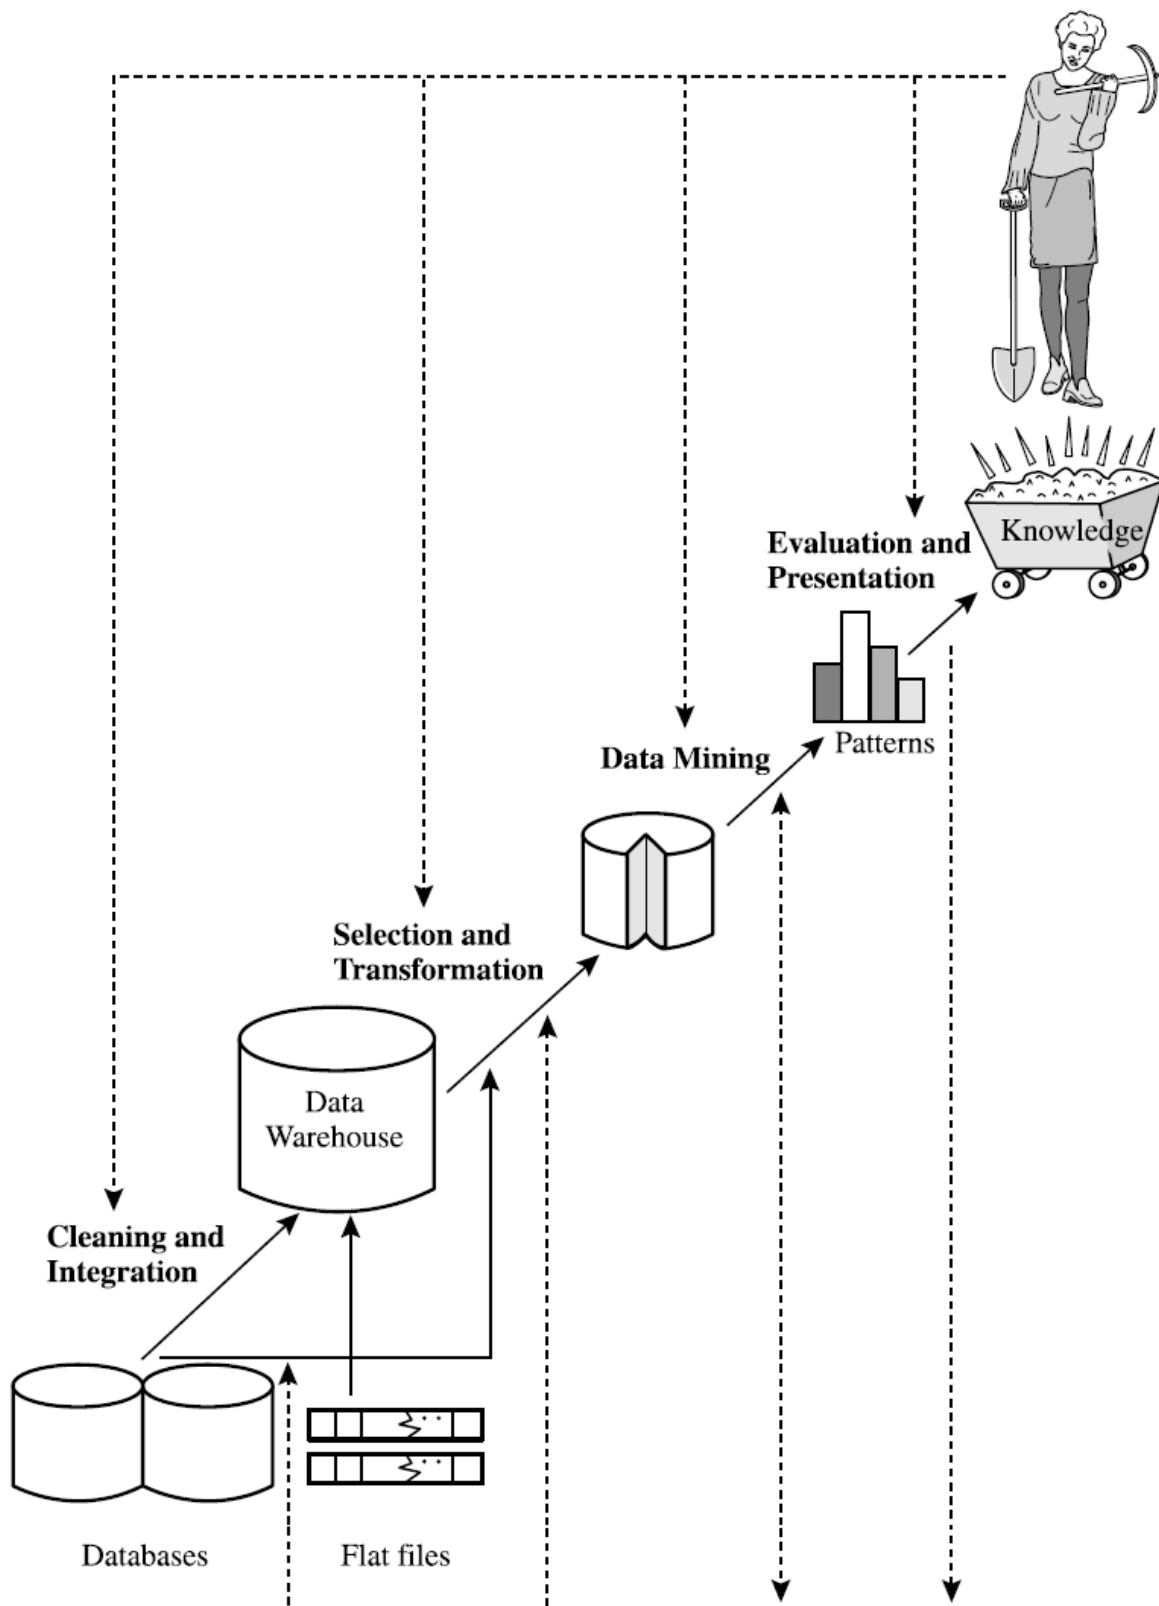 Knowledge
Evaluation and
Presentation
Patterns
Data Mining
Selection and
Transformation
Data
Warehouse
Cleaning and
Integration
Databases
Flat files